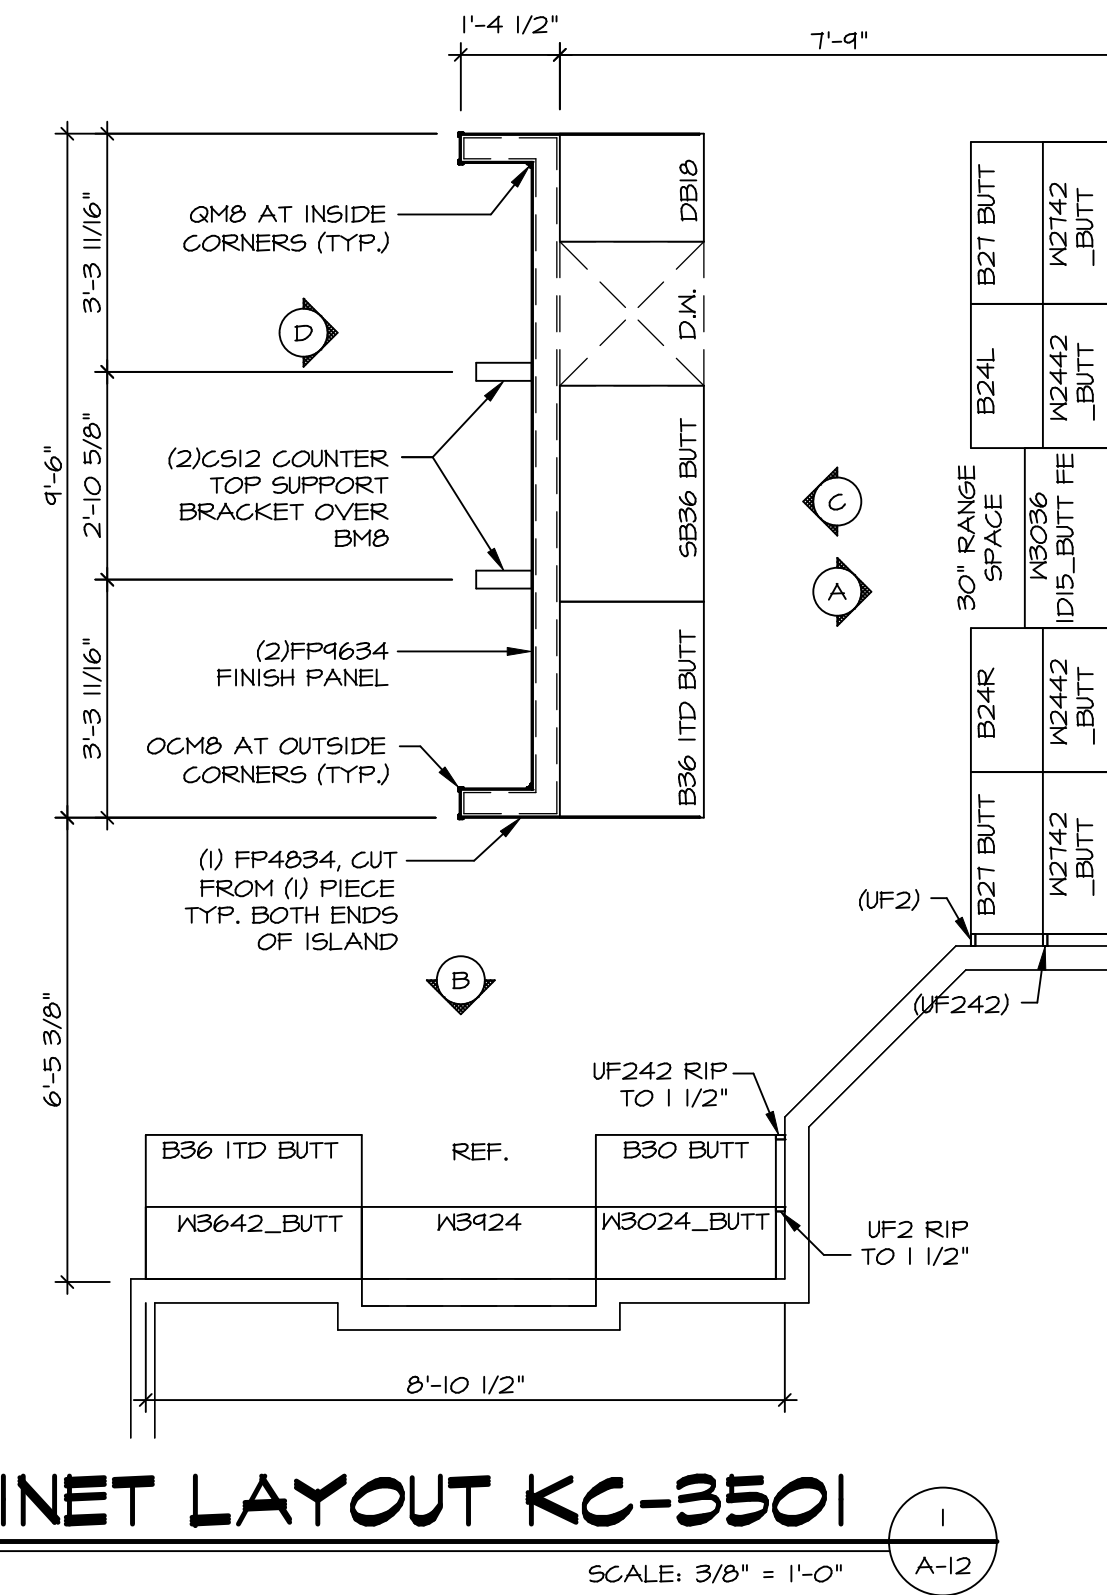 1'-4 1/2"
7'-9"
QM8 AT INSIDE
CORNERS (TYP.)
3'-3 11/16"
D
DB18
D.W.
SB36 BUTT
B36 1TD BUTT
9'-6"
2'-10 5/8"
(2)CS12 COUNTER
TOP SUPPORT
BRACKET OVER
BM8
C
A
B27 BUTT
W2742
_BUTT
B24L
W2442
_BUTT
30" RANGE
SPACE
W3036
1D15_BUTT FE
B24R
W2442
_BUTT
B27 BUTT
W2742
_BUTT
(2)FP9634
FINISH PANEL
3'-3 11/16"
OCM8 AT OUTSIDE
CORNERS (TYP.)
(1) FP4834, CUT
FROM (1) PIECE
TYP. BOTH ENDS
OF ISLAND
(UF2)
(UF242)
B
6'-5 3/8"
UF242 RIP
TO 1 1/2"
B36 1TD BUTT
REF.
B30 BUTT
W3642_BUTT
W3924
W3024_BUTT
UF2 RIP
TO 1 1/2"
8'-10 1/2"
INET LAYOUT KC-3501
1
A-12
SCALE: 3/8" = 1'-0"